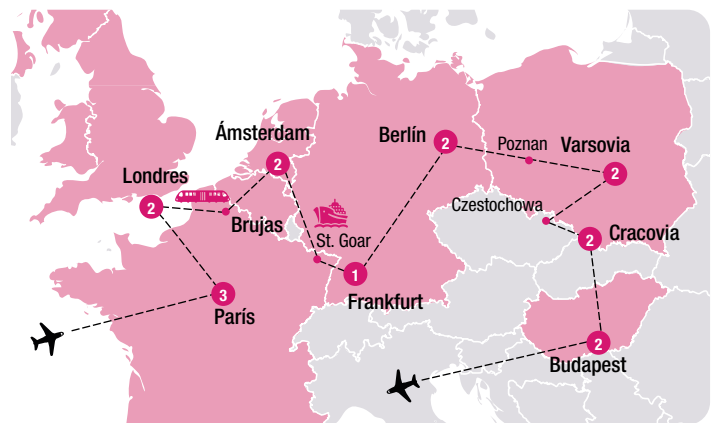 Ámsterdam
2
Berlín
2
Poznan
Varsovia
2
Londres
2
Brujas
St. Goar
Czestochowa
2
Cracovia
1
Frankfurt
3
París
2
Budapest